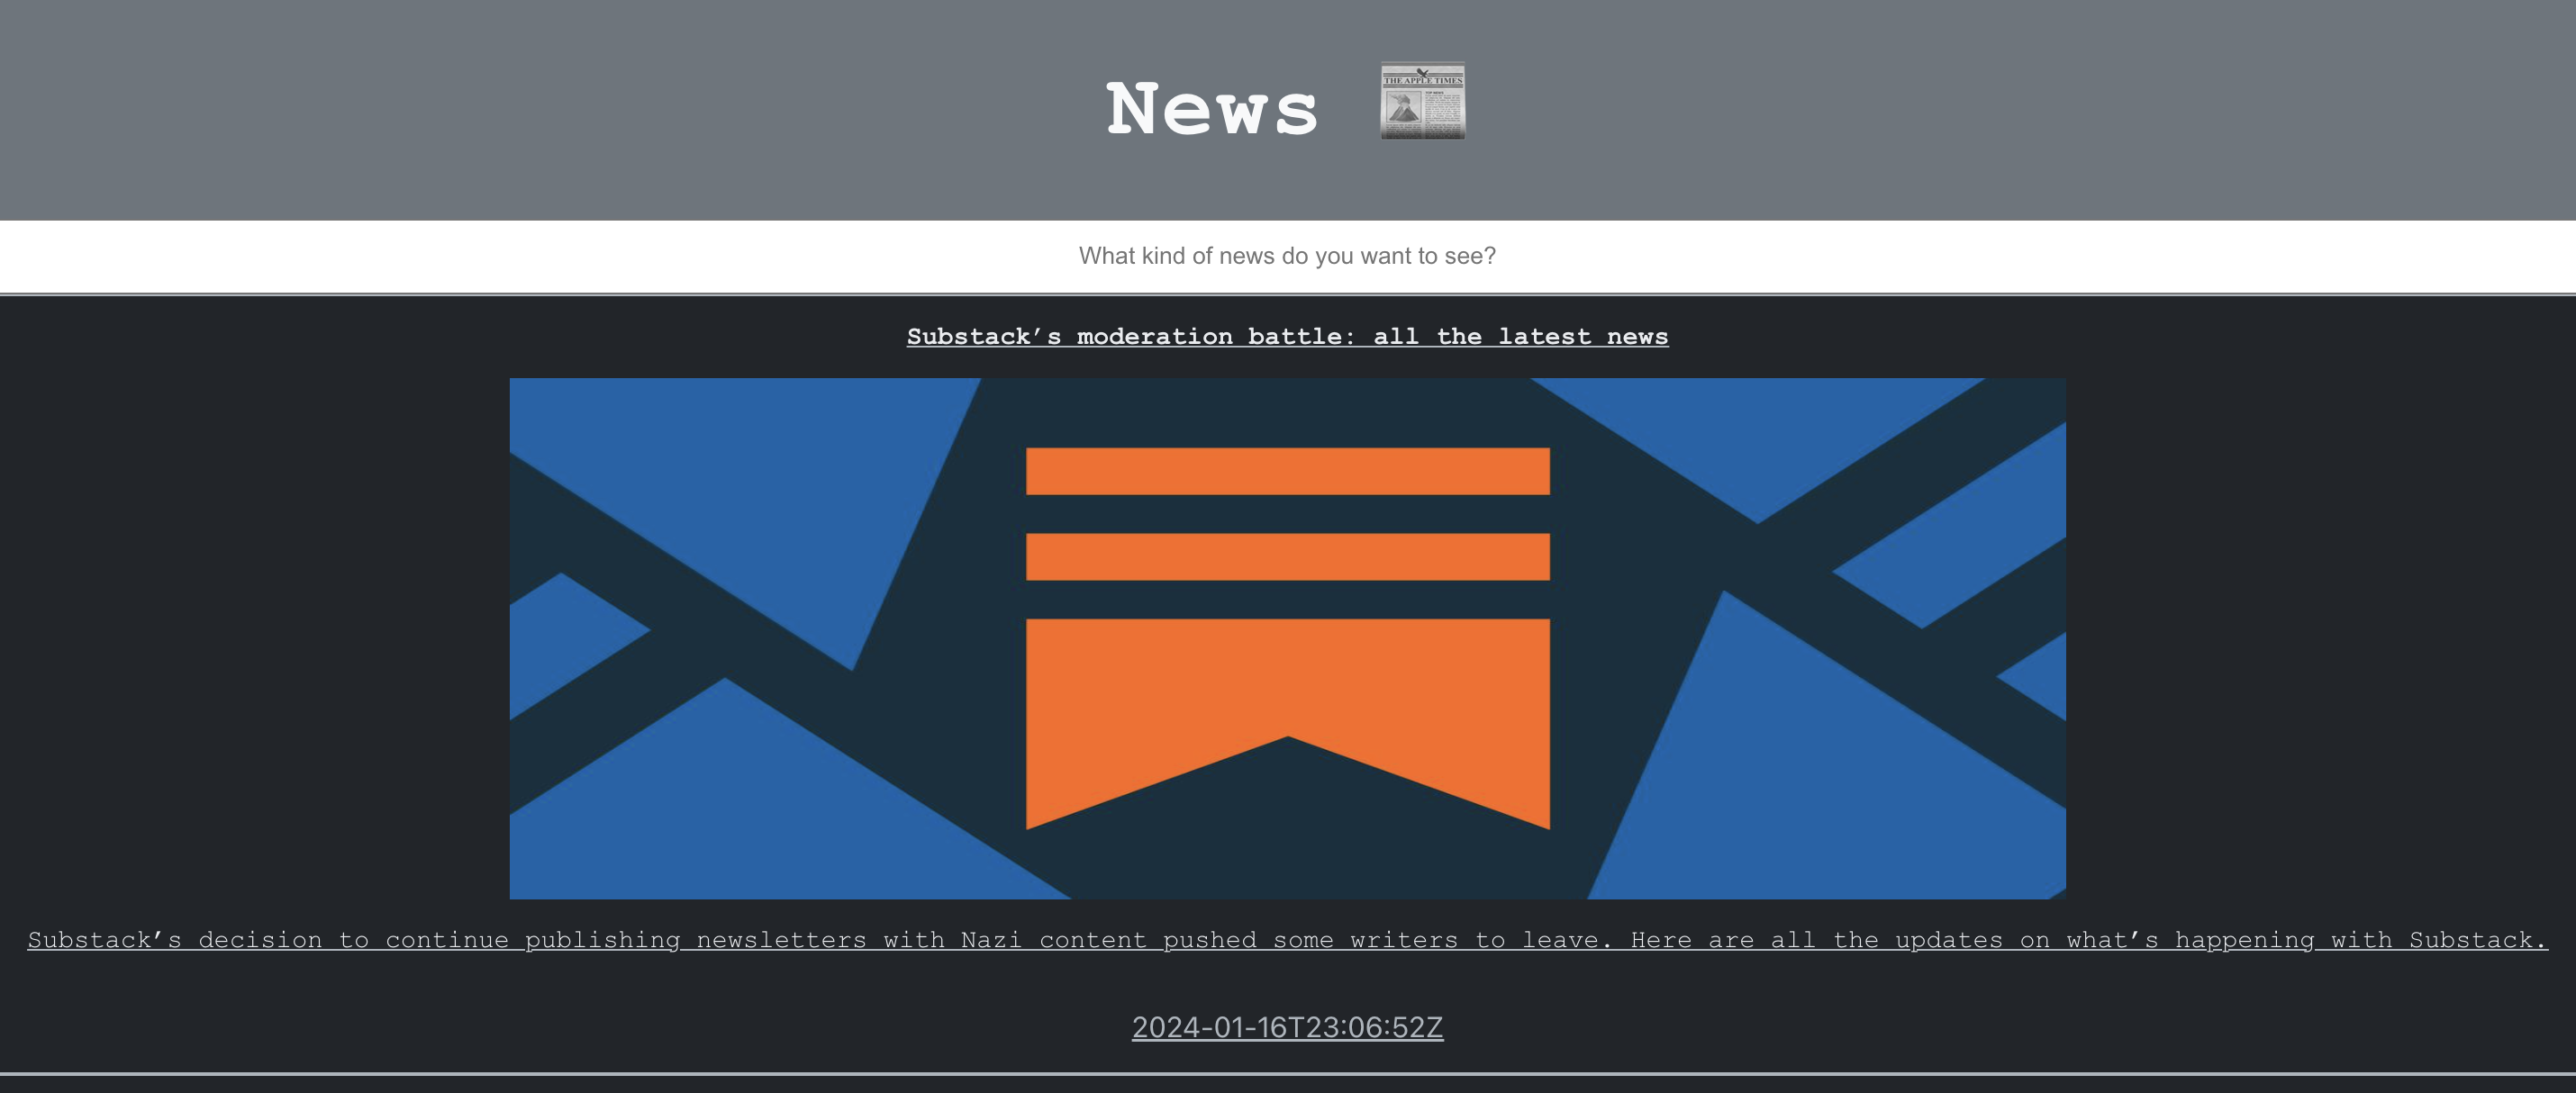 News
THE APPLE TIMES
What kind of news do you want to see?
Substack’s moderation battle: all the latest news
Substack’s decision to continue publishing newsletters with Nazi content pushed some writers to leave. Here are all the updates on what’s happening with Substack.
2024-01-16T23:06:52Z